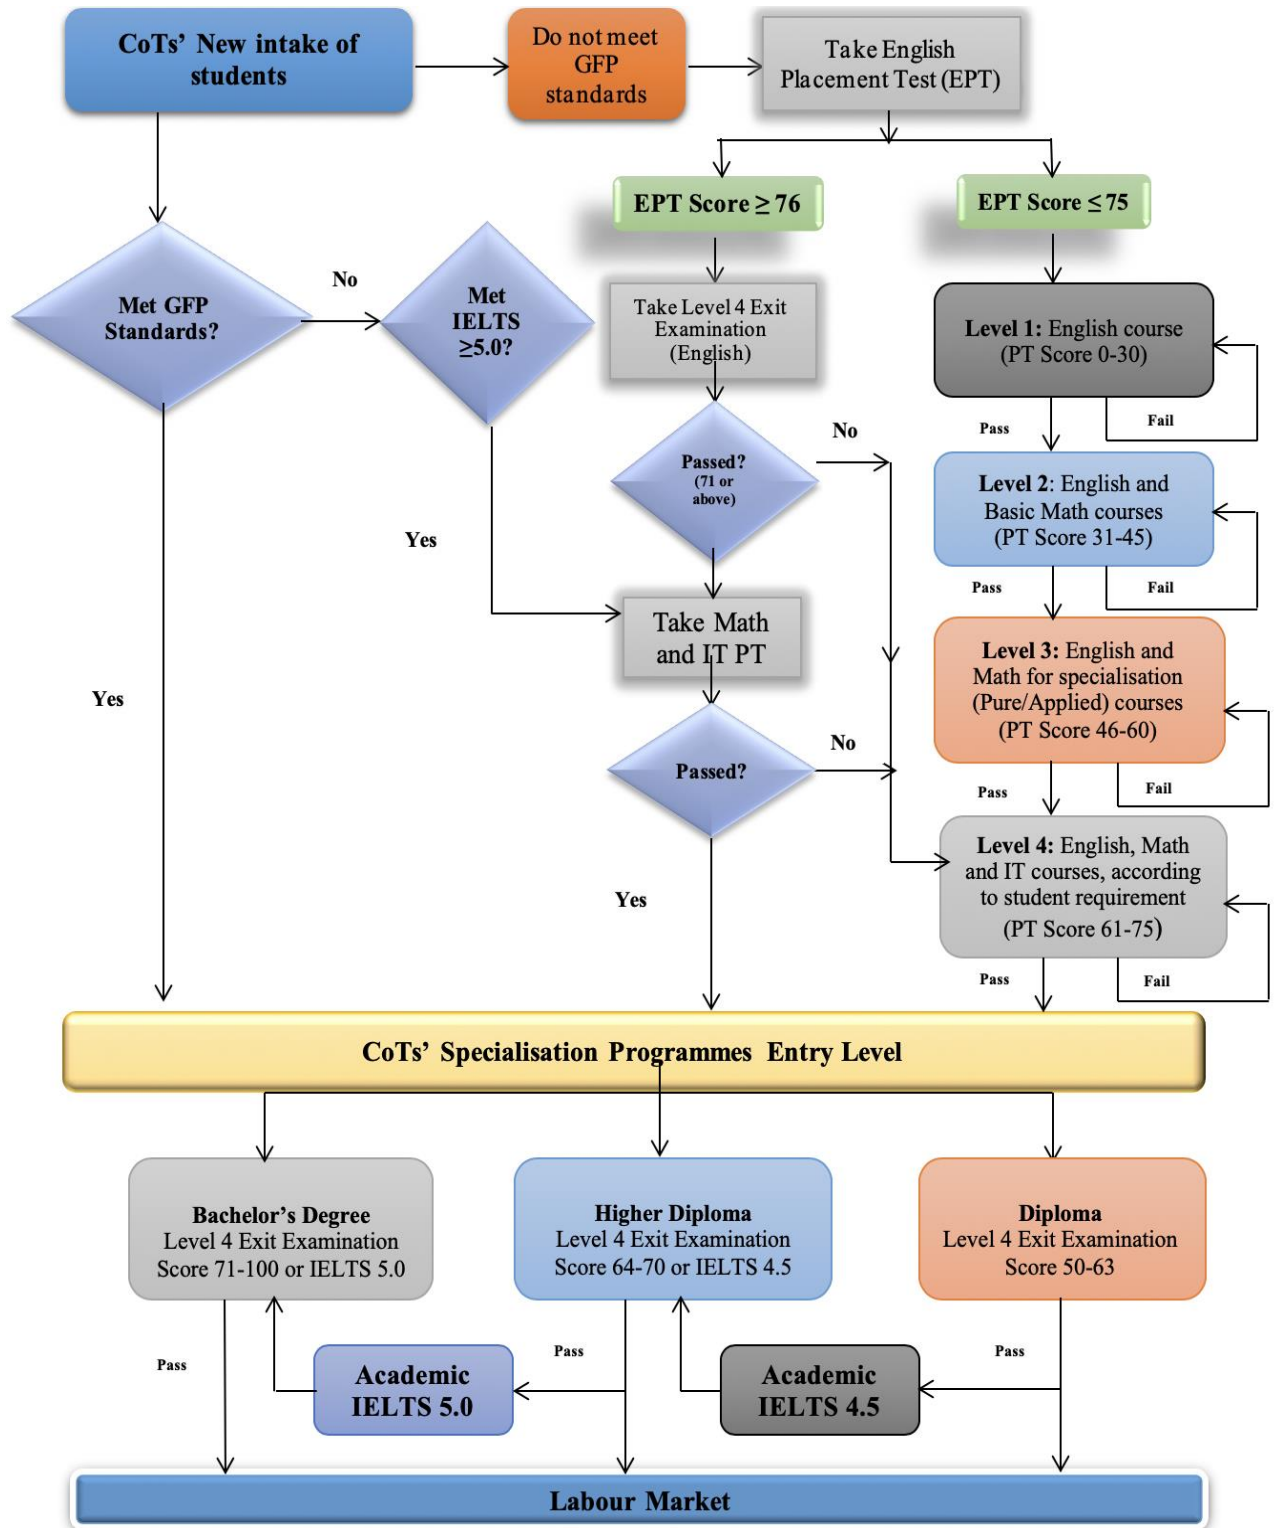 CoTs' New intake of
students
Do not meet
GFP
standards
Take English
Placement Test (EPT)
EPT Score ≥ 76
EPT Score ≤ 75
Met GFP
Standards?
No
Met
IELTS
≥5.0?
Take Level 4 Exit
Examination
(English)
Level 1: English course
(PT Score 0-30)
Pass
Fail
Passed?
(71 or
above)
No
Level 2: English and
Basic Math courses
(PT Score 31-45)
Pass
Fail
Yes
Take Math
and IT PT
Level 3: English and
Math for specialisation
(Pure/Applied) courses
(PT Score 46-60)
Pass
Fail
Yes
Passed?
No
Level 4: English, Math
and IT courses, according
to student requirement
(PT Score 61-75)
Pass
Fail
Yes
CoTs' Specialisation Programmes Entry Level
Bachelor's Degree
Level 4 Exit Examination
Score 71-100 or IELTS 5.0
Higher Diploma
Level 4 Exit Examination
Score 64-70 or IELTS 4.5
Diploma
Level 4 Exit Examination
Score 50-63
Pass
Academic
IELTS 5.0
Pass
Academic
IELTS 4.5
Pass
Labour Market